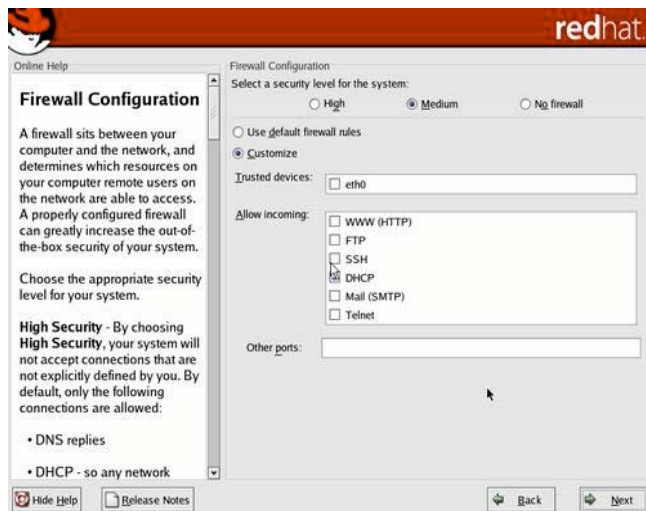 redhat.
Online Help
Firewall Configuration
A firewall sits between your
computer and the network, and
determines which resources on
your computer remote users on
the network are able to access.
A properly configured firewall
can greatly increase the out-of-
the-box security of your system.
Choose the appropriate security
level for your system.
High Security - By choosing
High Security, your system will
not accept connections that are
not explicitly defined by you. By
default, only the following
connections are allowed:
• DNS replies
• DHCP - so any network
Firewall Configuration
Select a security level for the system:
High Medium No firewall
Use default firewall rules
Customize
Trusted devices:
eth0
Allow incoming:
WWW (HTTP)
FTP
SSH
DHCP
Mail (SMTP)
Telnet
Other ports:
Hide Help Release Notes Back Next